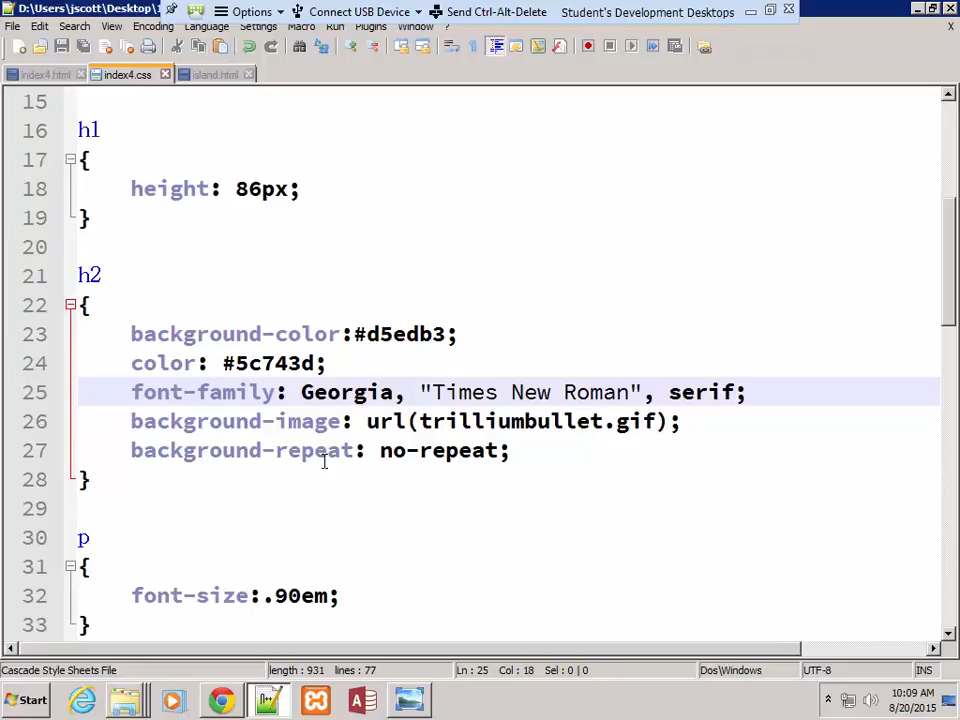 D:\Users\jscott\Desktop\1
Options
Connect USB Device
Send Ctrl-Alt-Delete
Student's Development Desktops
File Edit Search View Encoding Language Settings Macro Run Plugins Window ? X
index4.html index4.css island.html
15
16 h1
17 {
18 height: 86px;
19 }
20
21 h2
22 {
23 background-color:#d5edb3;
24 color: #5c743d;
25 font-family: Georgia, "Times New Roman", serif;
26 background-image: url(trilliumbullet.gif);
27 background-repeat: no-repeat;
28 }
29
30 p
31 {
32 font-size:.90em;
33 }
Cascade Style Sheets File length : 931 lines : 77 Ln : 25 Col : 18 Sel : 0 | 0 Dos\Windows UTF-8 INS
Start
10:09 AM
8/20/2015